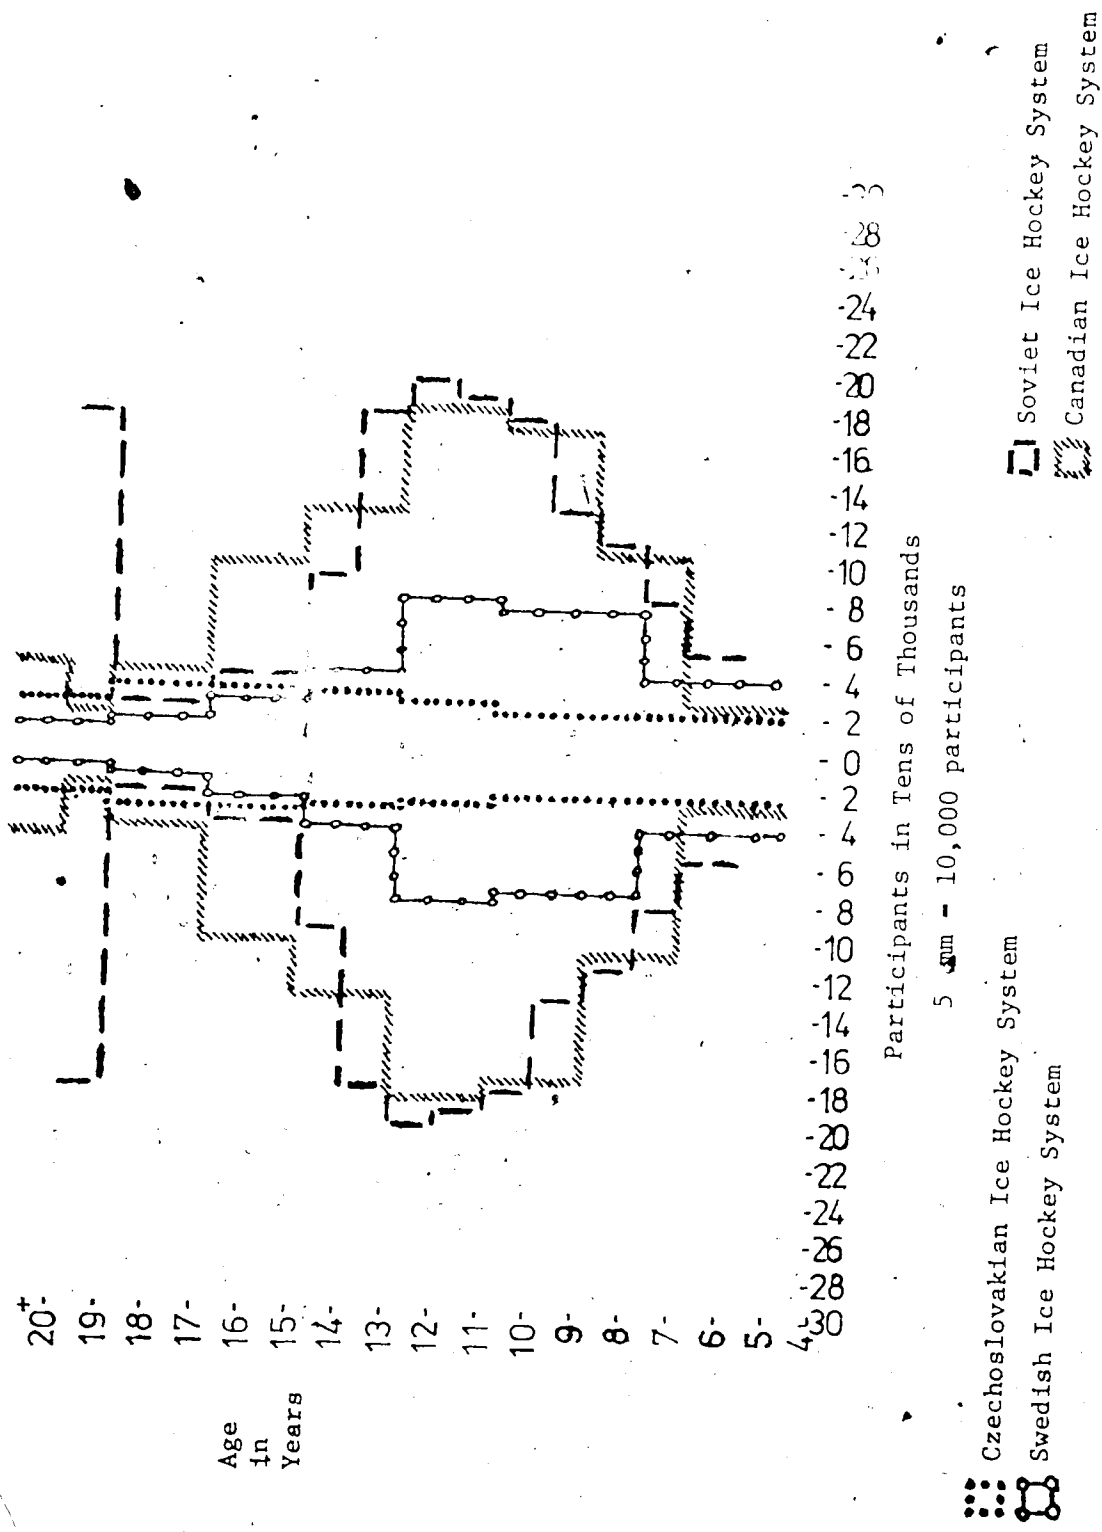 20+-
19-
18-
17-
16-
15-
14-
13-
12-
11-
10-
9-
8-
7-
6-
5-
4-
Age
in
Years
30 -28 -26 -24 -22 -20 -18 -16 -14 -12 -10 - 8 - 6 - 4 - 2 - 0 - 2 - 4 - 6 - 8 -10 -12 -14 -16 -18 -20 -22 -24 -28
Participants in Tens of Thousands
5 mm - 10,000 participants
Czechoslovakian Ice Hockey System
Swedish Ice Hockey System
Soviet Ice Hockey System
Canadian Ice Hockey System